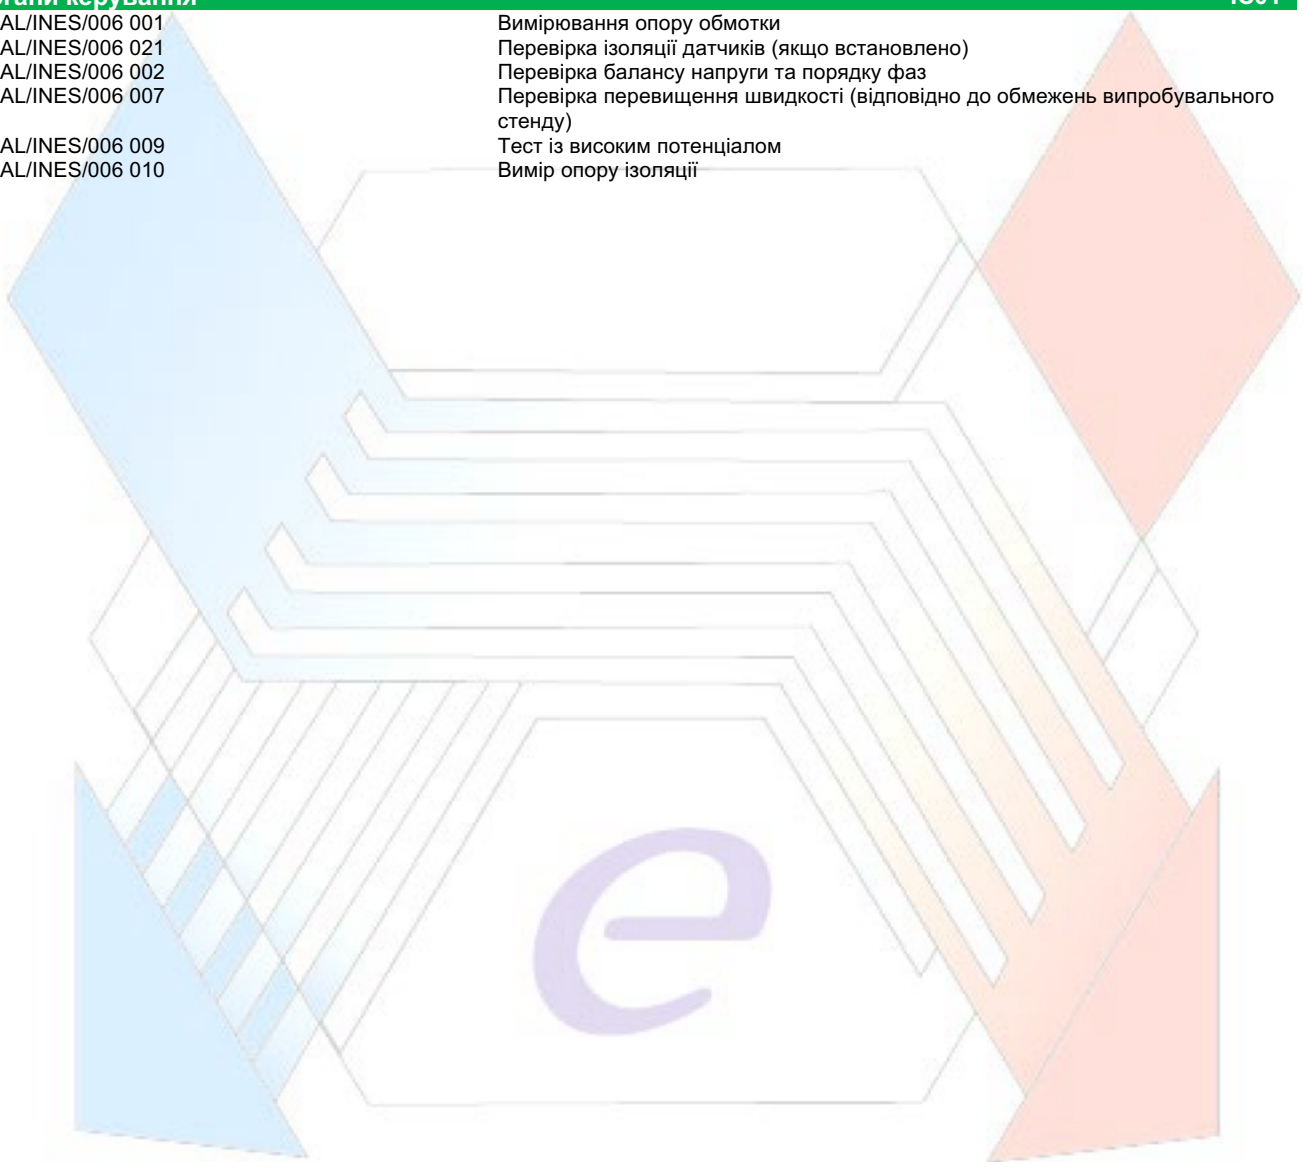 керування
AL/INES/006 001 Вимірювання опору обмотки
AL/INES/006 021 Перевірка ізоляції датчиків (якщо встановлено)
AL/INES/006 002 Перевірка балансу напруги та порядку фаз
AL/INES/006 007 Перевірка перевищення швидкості (відповідно до обмежень випробувального
стенду)
AL/INES/006 009 Тест із високим потенціалом
AL/INES/006 010 Вимір опору ізоляції
e